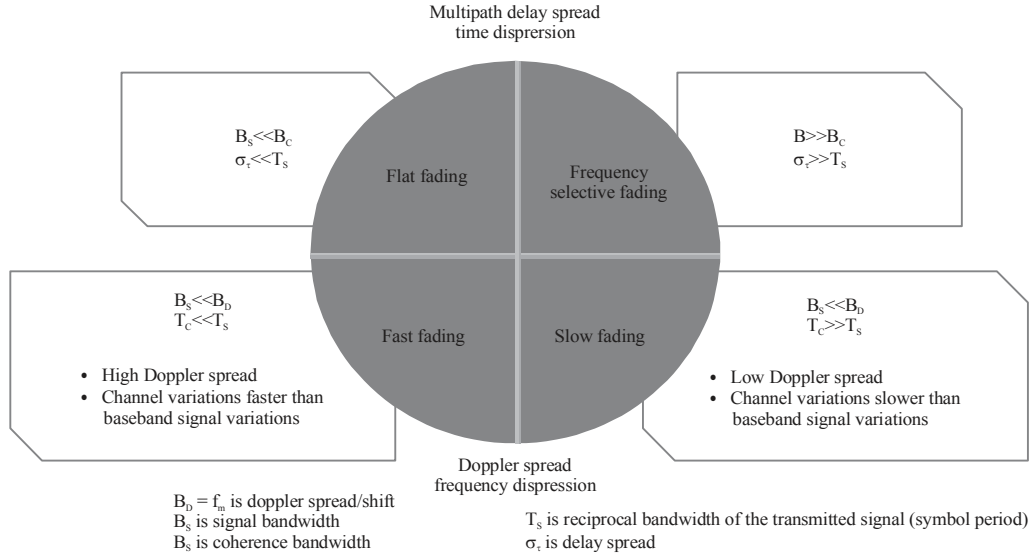 Multipath delay spread
time disprersion
B_S<<B_C
σ_τ<<T_S
Flat fading
Frequency
selective fading
B>>B_C
σ_τ>>T_S
B_S<<B_D
T_C<<T_S
• High Doppler spread
• Channel variations faster than
baseband signal variations
Fast fading
Slow fading
B_S<<B_D
T_C>>T_S
• Low Doppler spread
• Channel variations slower than
baseband signal variations
Doppler spread
frequency dispression
B_D = f_m is doppler spread/shift
B_S is signal bandwidth
B_S is coherence bandwidth
T_S is reciprocal bandwidth of the transmitted signal (symbol period)
σ_τ is delay spread